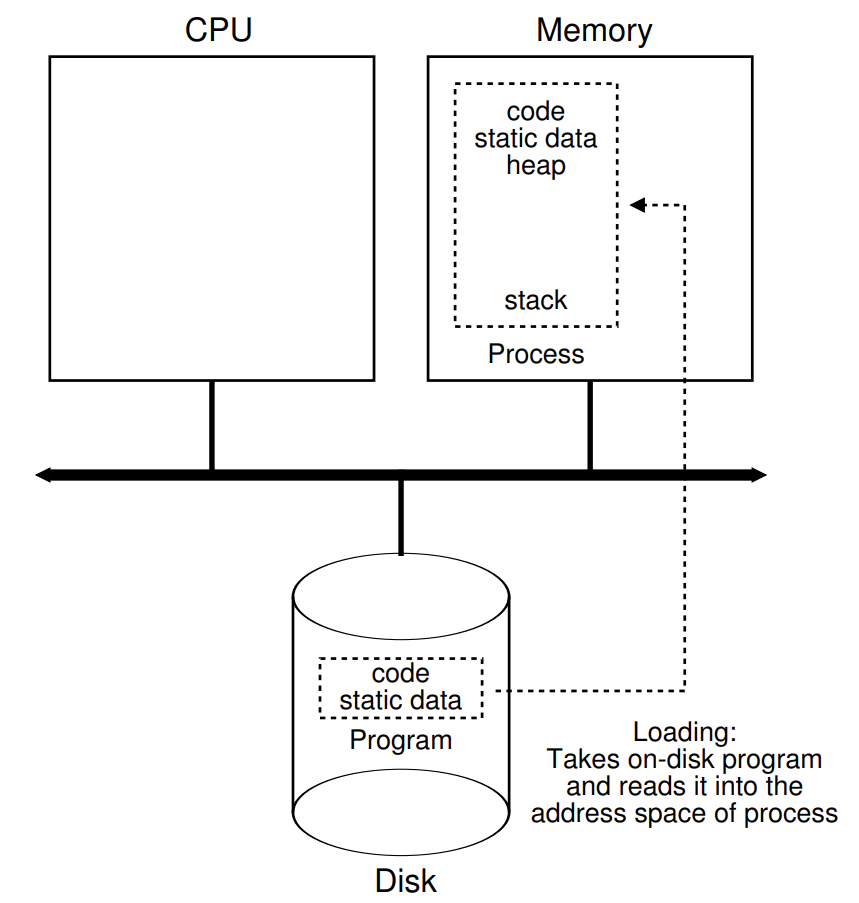 CPU
Memory
code
static data
heap
stack
Process
code
static data
Program
Loading:
Takes on-disk program
and reads it into the
address space of process
Disk